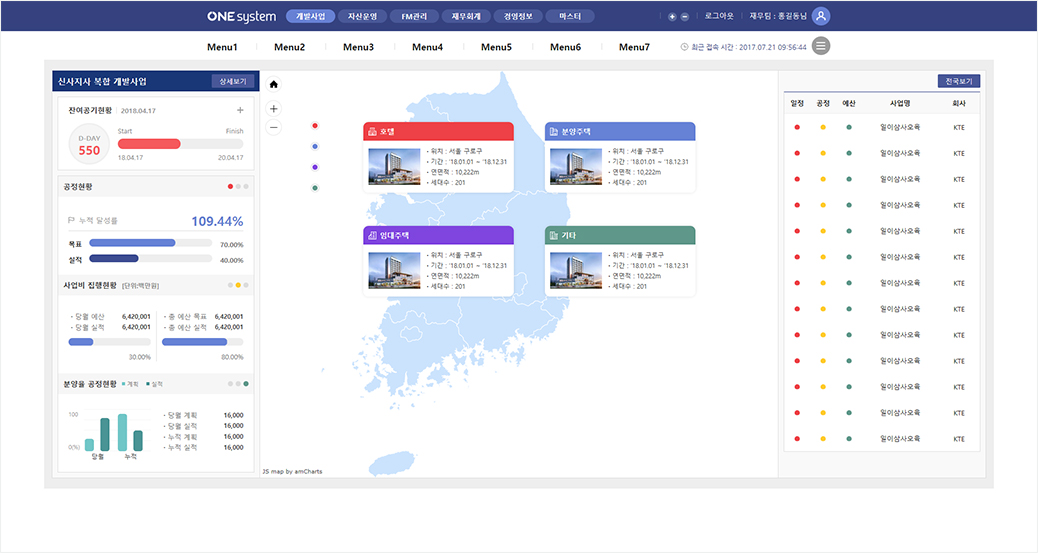 ONE system 개발사업 자산운영 FM관리 재무회계 경영정보 마스터 로그아웃 재무팀 : 홍길동님
Menu1 Menu2 Menu3 Menu4 Menu5 Menu6 Menu7 최근 접속 시간 : 2017.07.21 09:56:44
신사지사 복합 개발사업 상세보기
잔여공기현황 2018.04.17 +
D-DAY
550
Start Finish
18.04.17 20.04.17
공정현황
누적 달성률 109.44%
목표 70.00%
실적 40.00%
사업비 집행현황 [단위:백만원]
· 당월 예산 6,420,001
· 당월 실적 6,420,001
30.00%
· 총 예산 목표 6,420,001
· 총 예산 실적 6,420,001
80.00%
분양율 공정현황 계획 실적
100
0(%)
당월 누적
· 당월 계획 16,000
· 당월 실적 16,000
· 누적 계획 16,000
· 누적 실적 16,000
+
−
호텔
· 위치 : 서울 구로구
· 기간 : '18.01.01 ~ '18.12.31
· 연면적 : 10,222m
· 세대수 : 201
분양주택
· 위치 : 서울 구로구
· 기간 : '18.01.01 ~ '18.12.31
· 연면적 : 10,222m
· 세대수 : 201
임대주택
· 위치 : 서울 구로구
· 기간 : '18.01.01 ~ '18.12.31
· 연면적 : 10,222m
· 세대수 : 201
기타
· 위치 : 서울 구로구
· 기간 : '18.01.01 ~ '18.12.31
· 연면적 : 10,222m
· 세대수 : 201
JS map by amCharts
전국보기
일정 공정 예산 사업명 회사
일이삼사오육 KTE
일이삼사오육 KTE
일이삼사오육 KTE
일이삼사오육 KTE
일이삼사오육 KTE
일이삼사오육 KTE
일이삼사오육 KTE
일이삼사오육 KTE
일이삼사오육 KTE
일이삼사오육 KTE
일이삼사오육 KTE
일이삼사오육 KTE
일이삼사오육 KTE